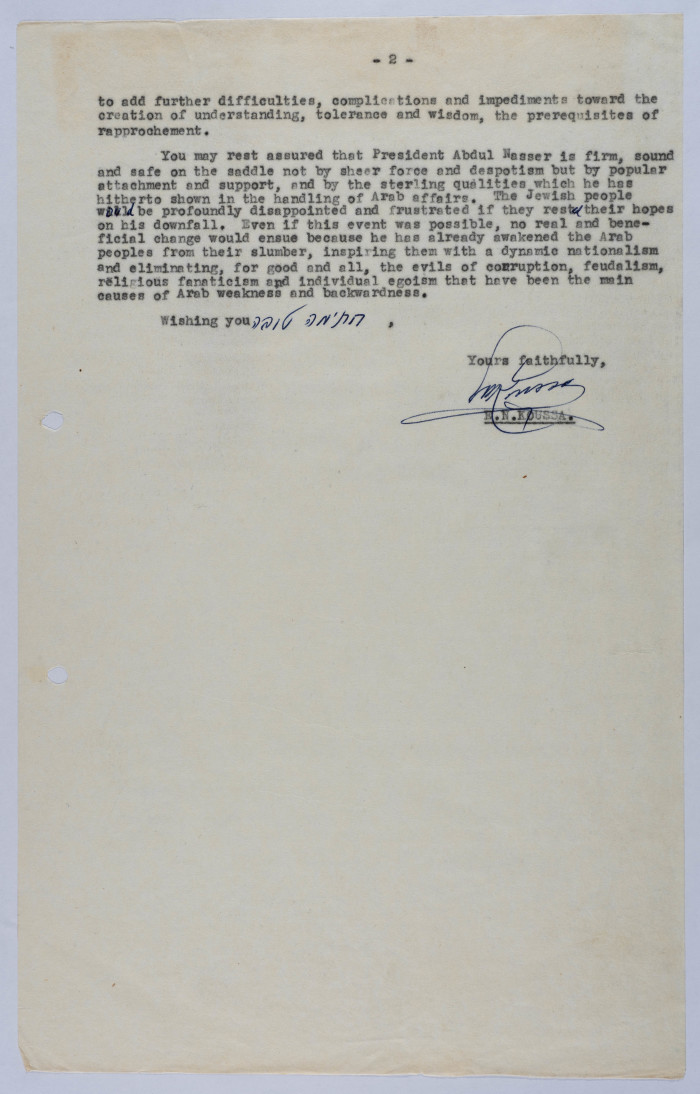 - 2 -
to add further difficulties, complications and impediments toward the
creation of understanding, tolerance and wisdom, the prerequisites of
rapprochement.
You may rest assured that President Abdul Nasser is firm, sound
and safe on the saddle not by sheer force and despotism but by popular
attachment and support, and by the sterling qualities which he has
hitherto shown in the handling of Arab affairs. The Jewish people
would be profoundly disappointed and frustrated if they rested their hopes
on his downfall. Even if this event was possible, no real and bene-
ficial change would ensue because he has already awakened the Arab
peoples from their slumber, inspiring them with a dynamic nationalism
and eliminating, for good and all, the evils of corruption, feudalism,
religious fanaticism and individual egoism that have been the main
causes of Arab weakness and backwardness.
Wishing you חתימה טובה ,
Yours faithfully,
N.N.KOUSSA.